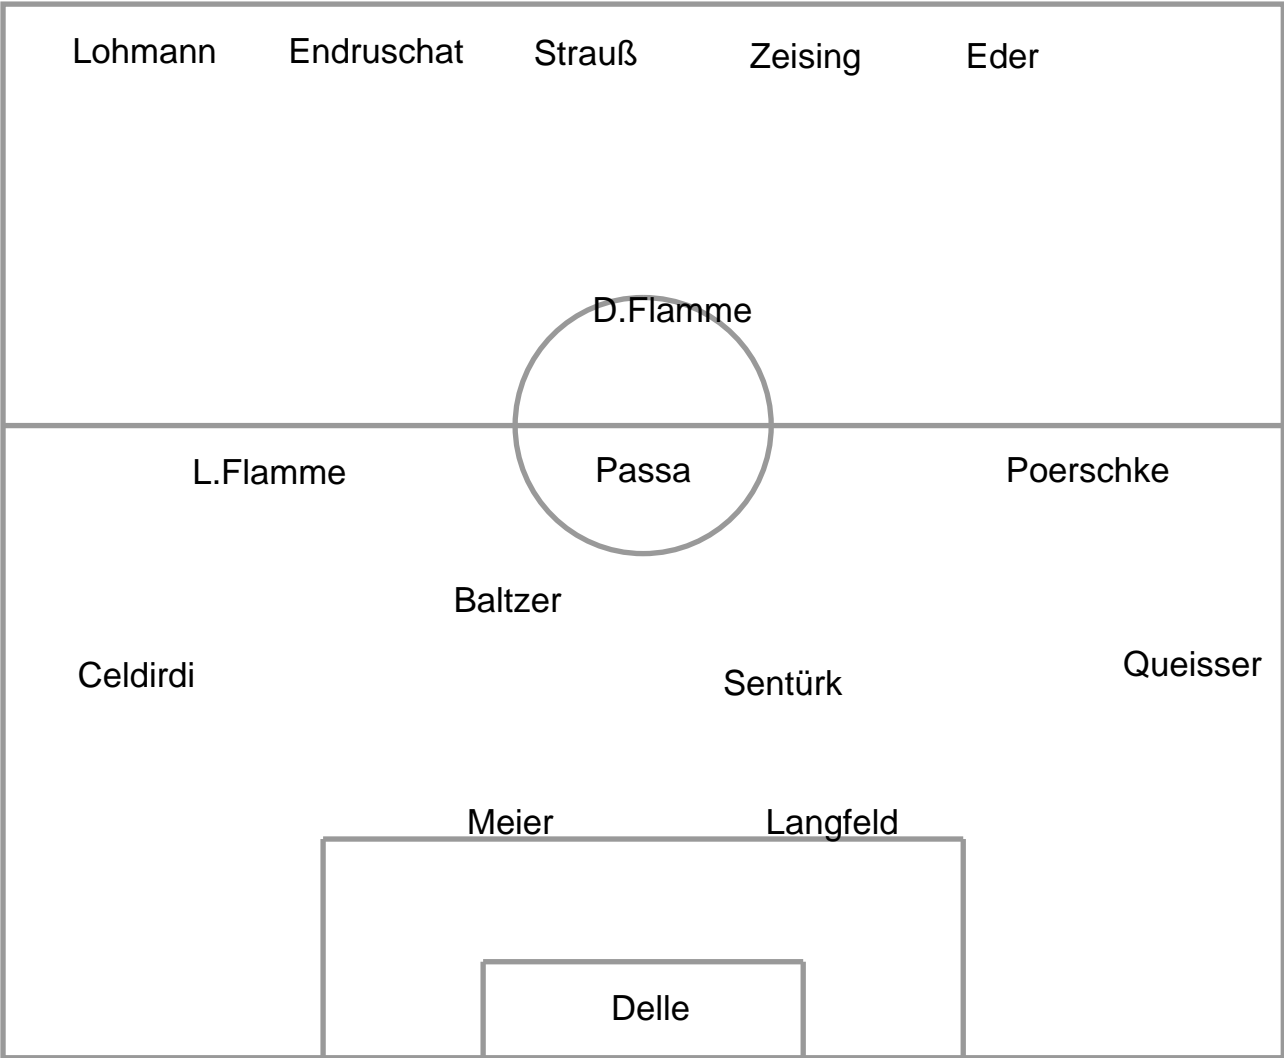 Lohmann Endruschat Strauß Zeising Eder
D.Flamme
L.Flamme Passa Poerschke
Baltzer
Celdirdi Sentürk Queisser
Meier Langfeld
Delle